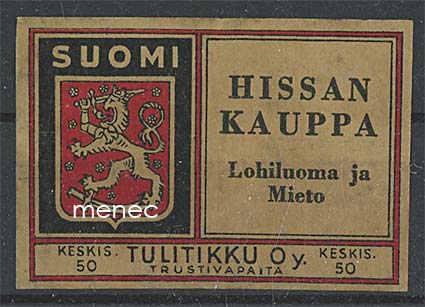 SUOMI
menec
HISSAN
KAUPPA
Lohiluoma ja
Mieto
KESKIS.
50
TULITIKKU Oy.
TRUSTIVAPAITA
KESKIS.
50